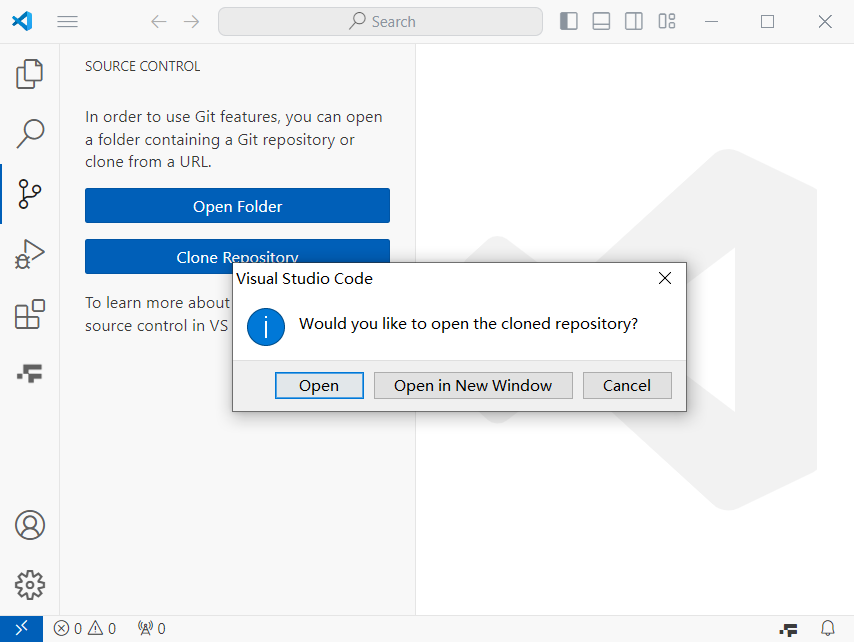 Search
SOURCE CONTROL
In order to use Git features, you can open
a folder containing a Git repository or
clone from a URL.
Open Folder
Clone Repository
To learn more about
source control in VS
Visual Studio Code
Would you like to open the cloned repository?
Open
Open in New Window
Cancel
0 0 0